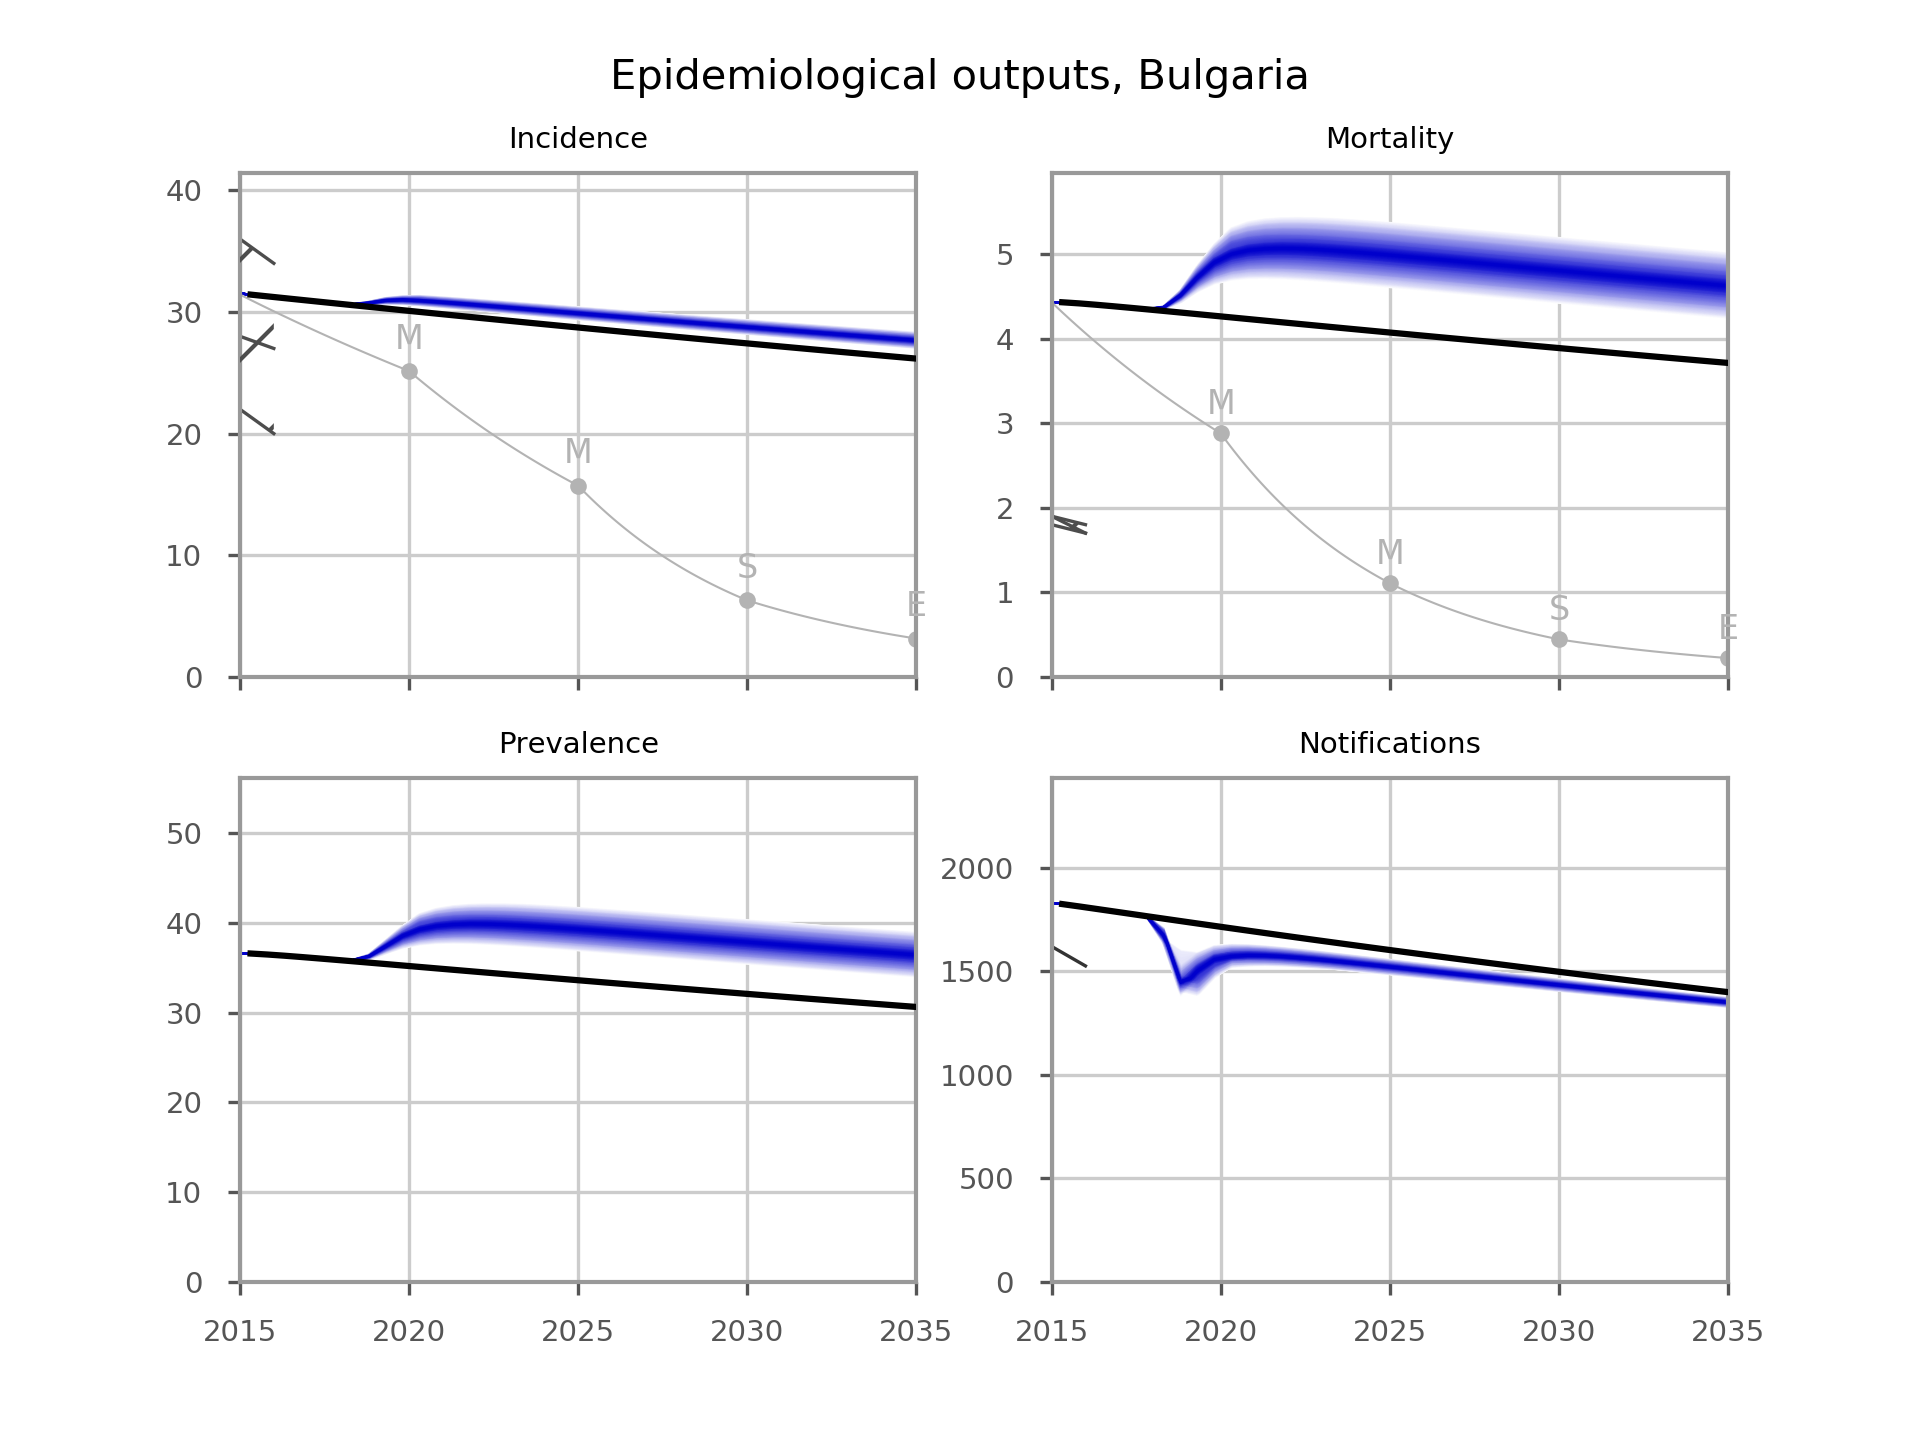 Epidemiological outputs, Bulgaria
Incidence
40
30
20
10
0
M
M
S
E
Mortality
5
4
3
2
1
0
M
M
S
E
Prevalence
50
40
30
20
10
0
2015 2020 2025 2030 2035
Notifications
2000
1500
1000
500
0
2015 2020 2025 2030 2035